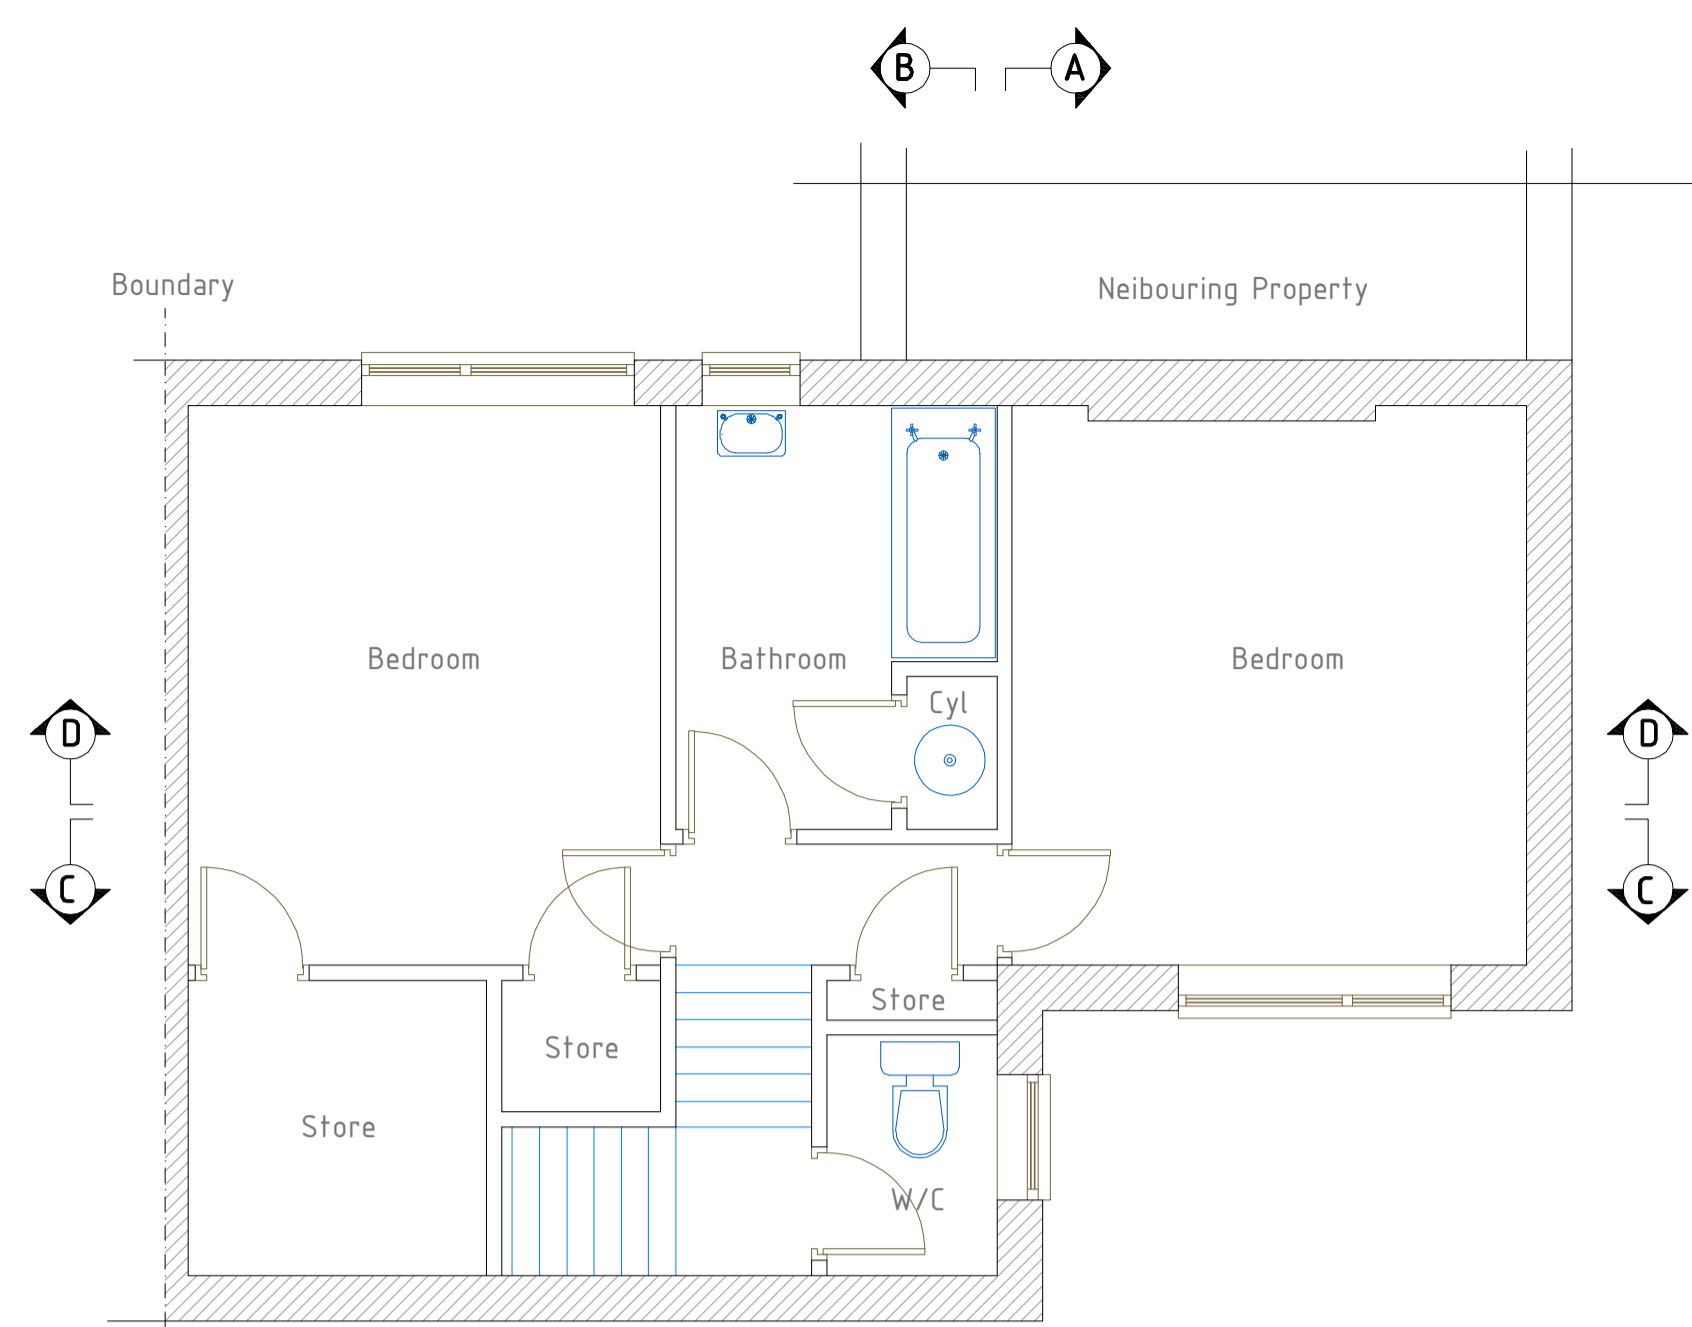 B A
Boundary
Neibouring Property
Bedroom
Bathroom
Bedroom
Cyl
D
D
C
C
Store
Store
Store
W/C